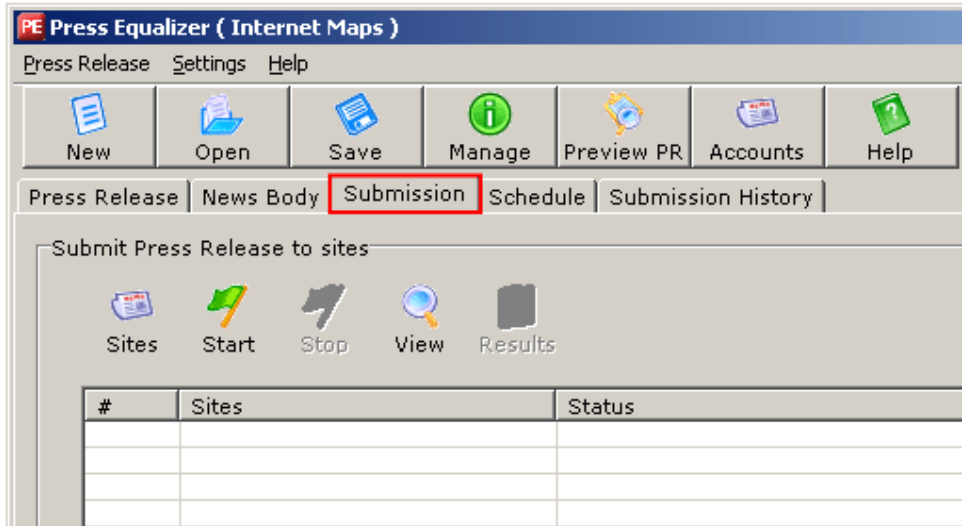 PE Press Equalizer ( Internet Maps )
Press Release Settings Help
New Open Save Manage Preview PR Accounts Help
Press Release News Body Submission Schedule Submission History
Submit Press Release to sites
Sites Start Stop View Results
# Sites Status